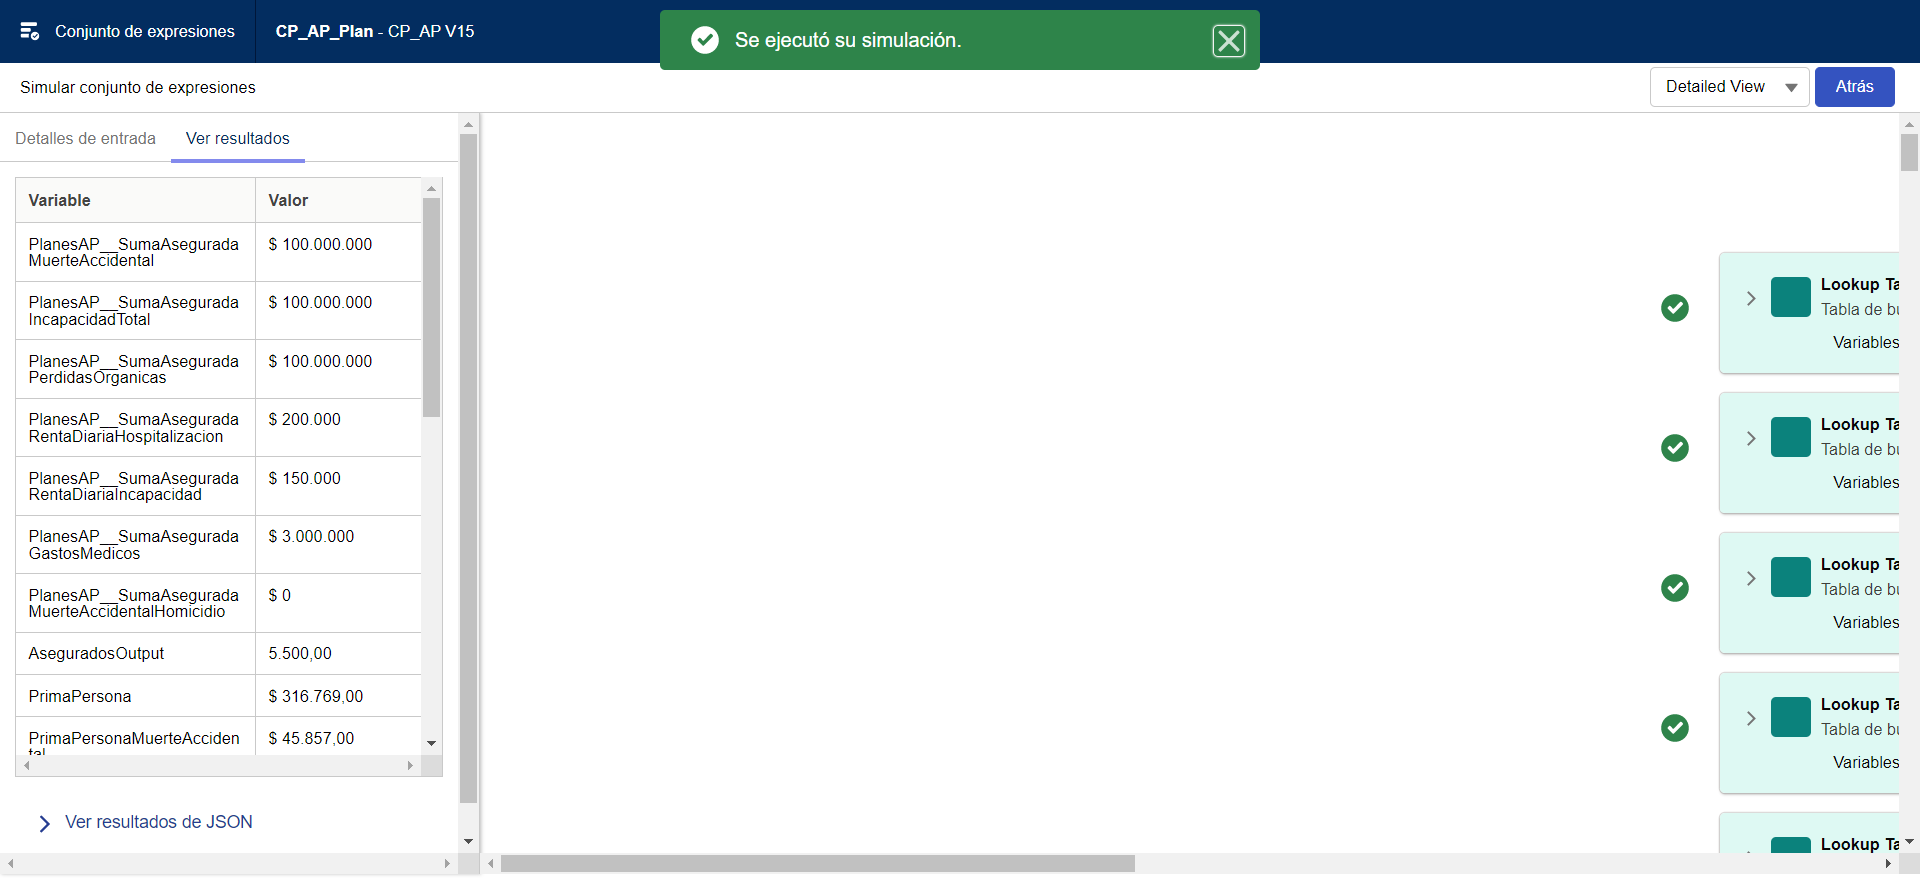 Conjunto de expresiones
CP_AP_Plan - CP_AP V15
Se ejecutó su simulación.
Simular conjunto de expresiones
Detailed View
Atrás
Detalles de entrada
Ver resultados
Variable
Valor
PlanesAP__SumaAsegurada
MuerteAccidental
$ 100.000.000
PlanesAP__SumaAsegurada
IncapacidadTotal
$ 100.000.000
PlanesAP__SumaAsegurada
PerdidasOrganicas
$ 100.000.000
PlanesAP__SumaAsegurada
RentaDiariaHospitalizacion
$ 200.000
PlanesAP__SumaAsegurada
RentaDiariaIncapacidad
$ 150.000
PlanesAP__SumaAsegurada
GastosMedicos
$ 3.000.000
PlanesAP__SumaAsegurada
MuerteAccidentalHomicidio
$ 0
AseguradosOutput
5.500,00
PrimaPersona
$ 316.769,00
PrimaPersonaMuerteAcciden
tal
$ 45.857,00
Ver resultados de JSON
Lookup Ta
Tabla de bu
Variables
Lookup Ta
Tabla de bu
Variables
Lookup Ta
Tabla de bu
Variables
Lookup Ta
Tabla de bu
Variables
Lookup Ta